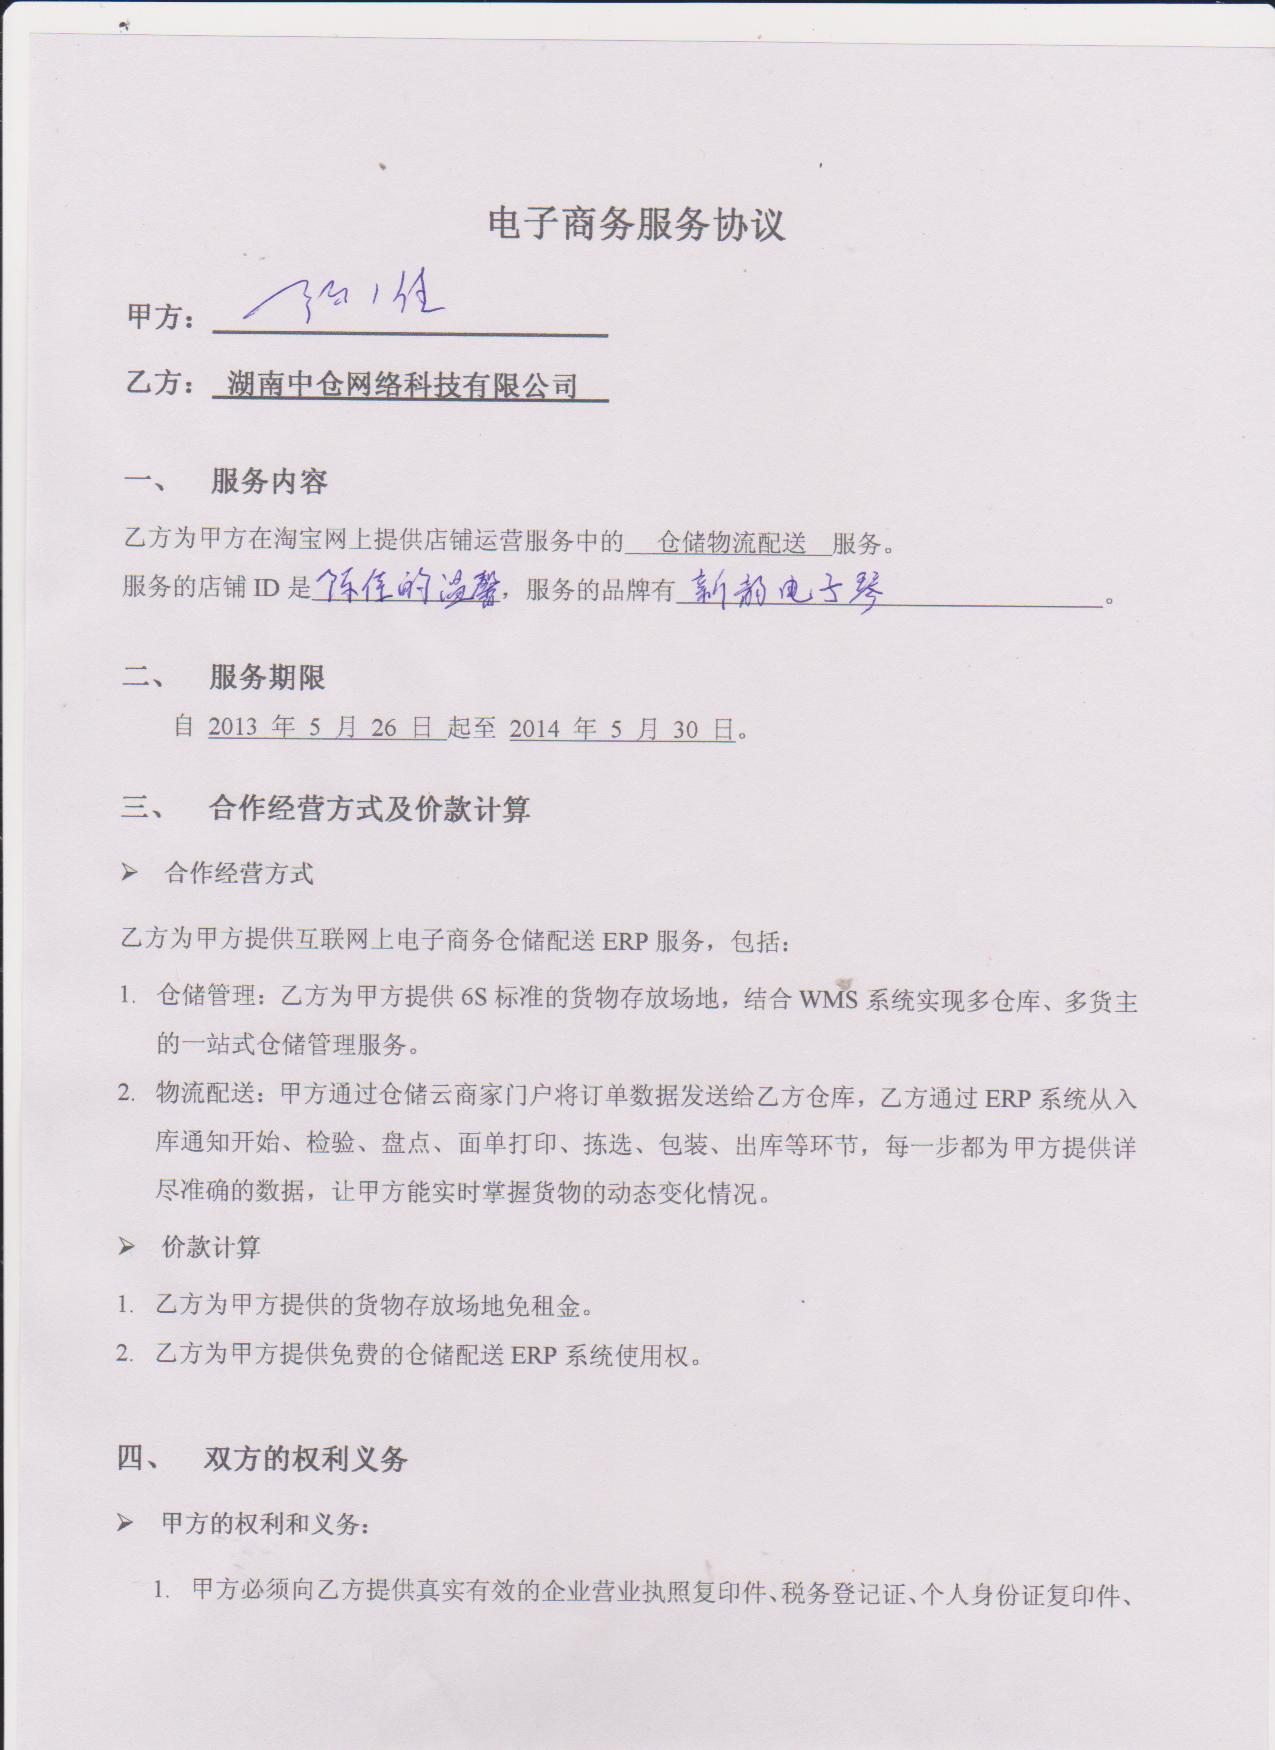 电子商务服务协议
甲方：
乙方： 湖南中仓网络科技有限公司
一、 服务内容
乙方为甲方在淘宝网上提供店铺运营服务中的 仓储物流配送 服务。
服务的店铺 ID 是陈佳的温馨，服务的品牌有 新韵电子琴 。
二、 服务期限
自 2013 年 5 月 26 日 起至 2014 年 5 月 30 日。
三、 合作经营方式及价款计算
➢ 合作经营方式
乙方为甲方提供互联网上电子商务仓储配送 ERP 服务，包括：
1. 仓储管理：乙方为甲方提供 6S 标准的货物存放场地，结合 WMS 系统实现多仓库、多货主
的一站式仓储管理服务。
2. 物流配送：甲方通过仓储云商家门户将订单数据发送给乙方仓库，乙方通过 ERP 系统从入
库通知开始、检验、盘点、面单打印、拣选、包装、出库等环节，每一步都为甲方提供详
尽准确的数据，让甲方能实时掌握货物的动态变化情况。
➢ 价款计算
1. 乙方为甲方提供的货物存放场地免租金。
2. 乙方为甲方提供免费的仓储配送 ERP 系统使用权。
四、 双方的权利义务
➢ 甲方的权利和义务：
1. 甲方必须向乙方提供真实有效的企业营业执照复印件、税务登记证、个人身份证复印件、